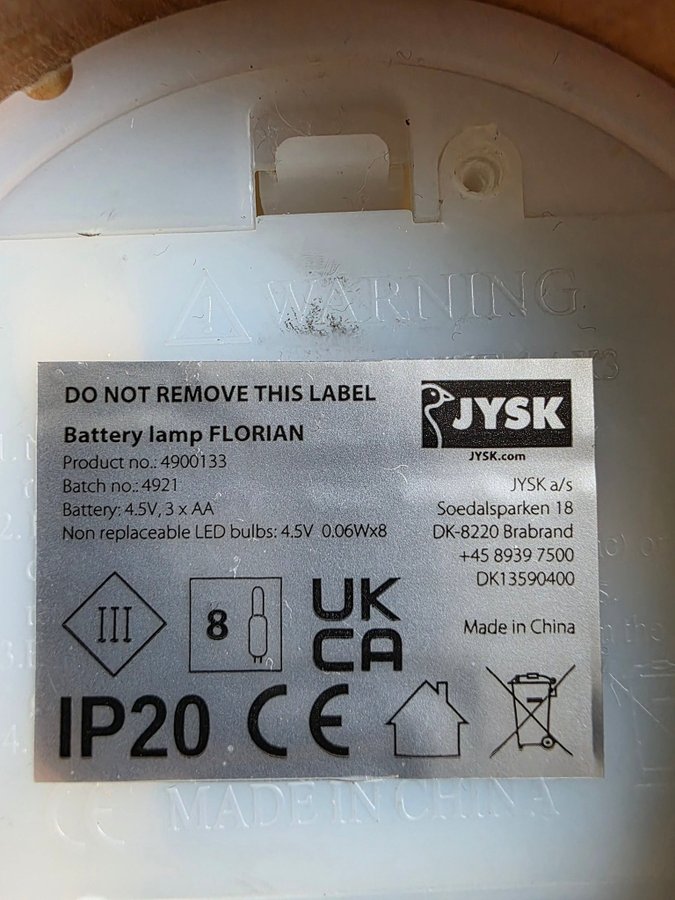 WARNING
DO NOT REMOVE THIS LABEL
JYSK
JYSK.com
Battery lamp FLORIAN
Product no.: 4900133
Batch no.: 4921
Battery: 4.5V, 3 x AA
Non replaceable LED bulbs: 4.5V 0.06Wx8
JYSK a/s
Soedalsparken 18
DK-8220 Brabrand
+45 8939 7500
DK13590400
Made in China
III
8
UK
CA
IP20 CE
CE MADE IN CHINA